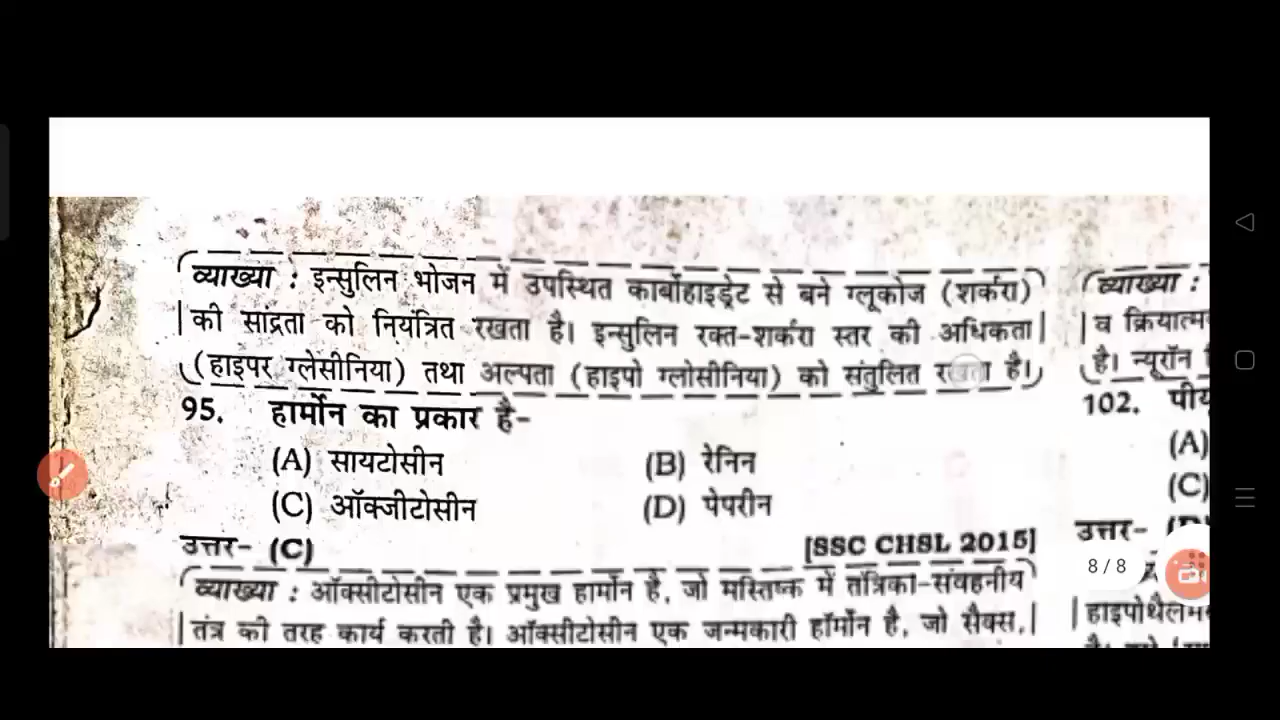 व्याख्या : इन्सुलिन भोजन में उपस्थित कार्बोहाइड्रेट से बने ग्लूकोज (शर्करा)
की सांद्रता को नियंत्रित रखता है। इन्सुलिन रक्त-शर्करा स्तर की अधिकता
(हाइपर ग्लेसीनिया) तथा अल्पता (हाइपो ग्लोसीनिया) को संतुलित रखता है।
95. हार्मोन का प्रकार है-
(A) सायटोसीन (B) रेनिन
(C) ऑक्जीटोसीन (D) पेपरीन
उत्तर- (C) [SSC CHSL 2015]
व्याख्या : ऑक्सीटोसीन एक प्रमुख हार्मोन है, जो मस्तिष्क में तंत्रिका-संवहनीय
तंत्र की तरह कार्य करती है। ऑक्सीटोसीन एक जन्मकारी हॉर्मोन है, जो सैक्स,
व्याख्या :
व
है। न्यूरॉन
102.
(A)
(C)
उत्तर-
8/8